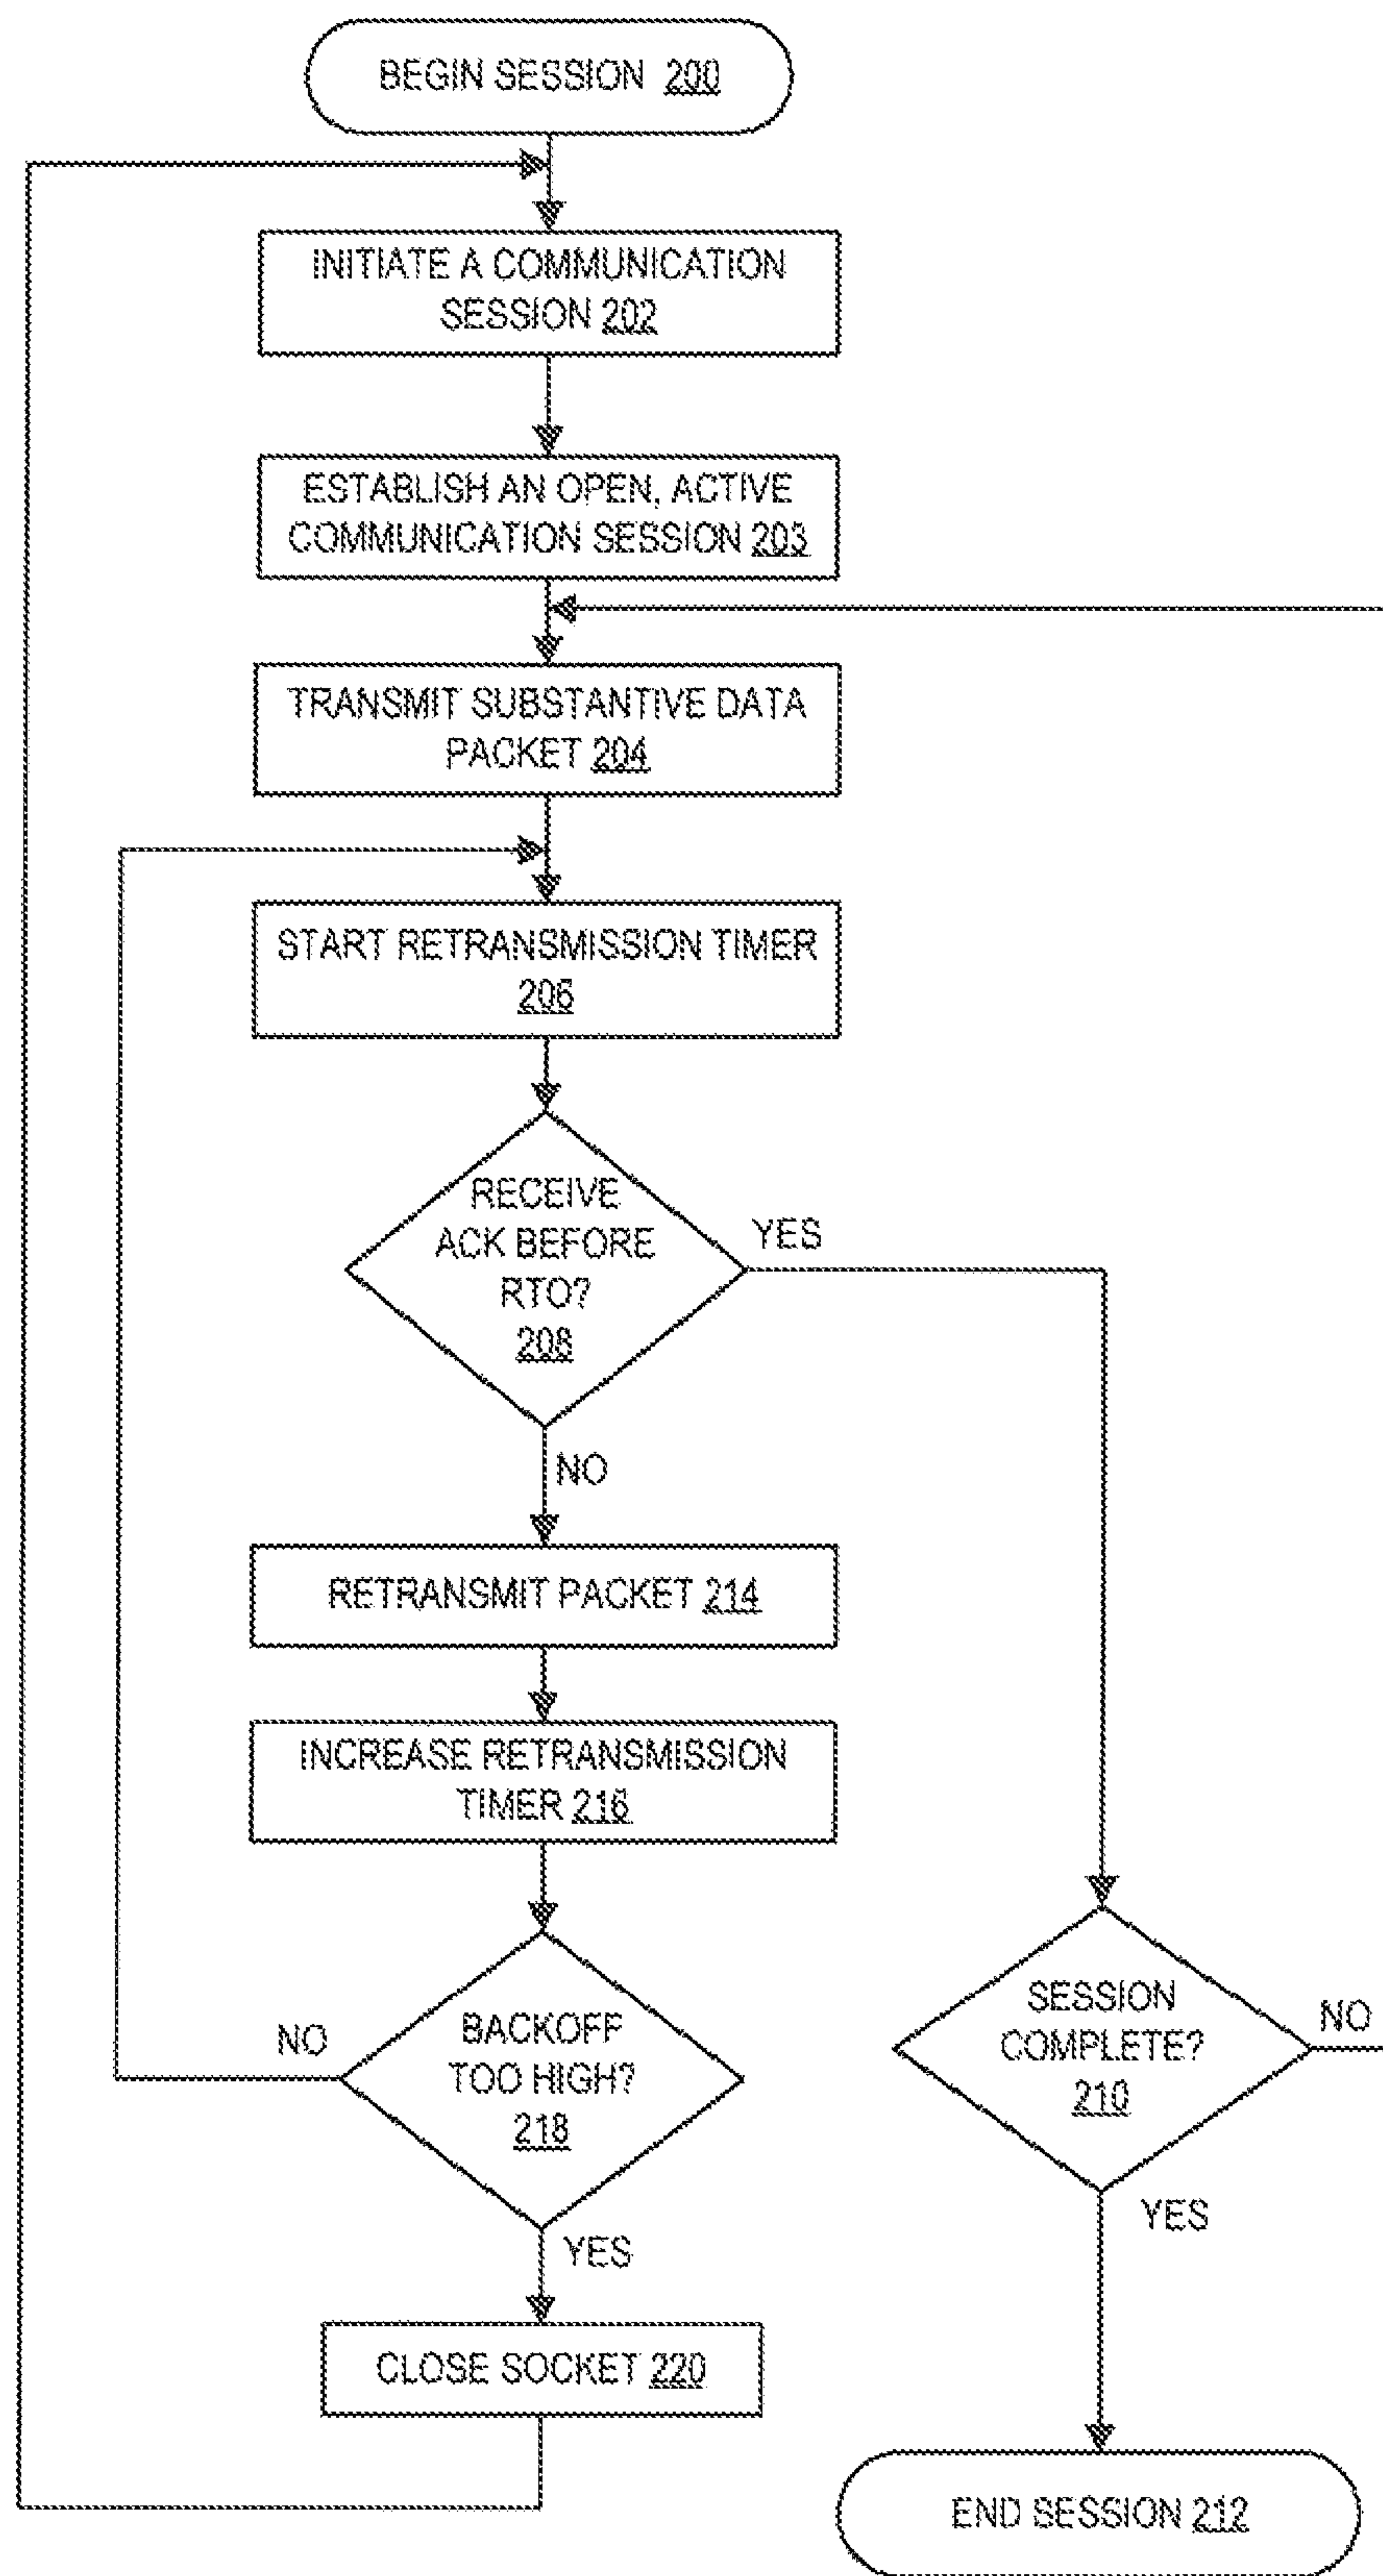 BEGIN SESSION 200
INITIATE A COMMUNICATION
SESSION 202
ESTABLISH AN OPEN, ACTIVE
COMMUNICATION SESSION 203
TRANSMIT SUBSTANTIVE DATA
PACKET 204
START RETRANSMISSION TIMER
206
RECEIVE
ACK BEFORE
RTO?
208
YES
NO
RETRANSMIT PACKET 214
INCREASE RETRANSMISSION
TIMER 216
BACKOFF
TOO HIGH?
218
NO
YES
CLOSE SOCKET 220
SESSION
COMPLETE?
210
NO
YES
END SESSION 212